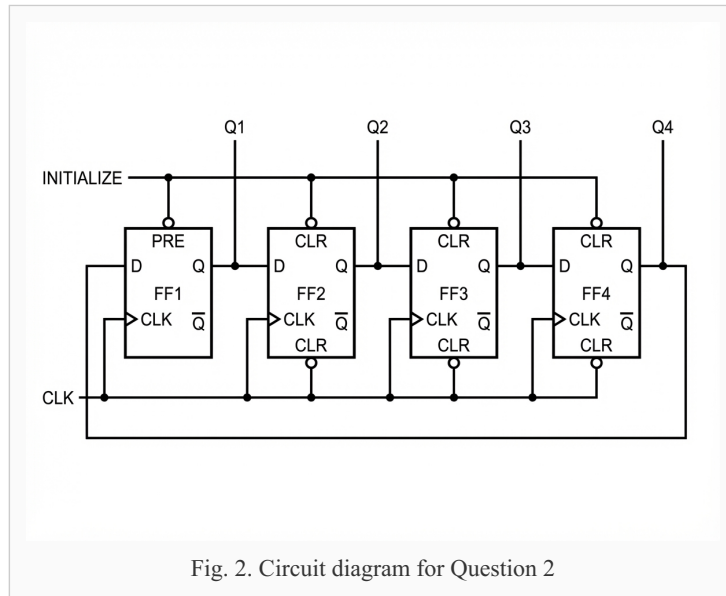 Q1 Q2 Q3 Q4
INITIALIZE
PRE CLR CLR CLR
D Q D Q D Q D Q
FF1 FF2 FF3 FF4
CLK Q̅ CLK Q̅ CLK Q̅ CLK Q̅
CLR CLR CLR
CLK
Fig. 2. Circuit diagram for Question 2